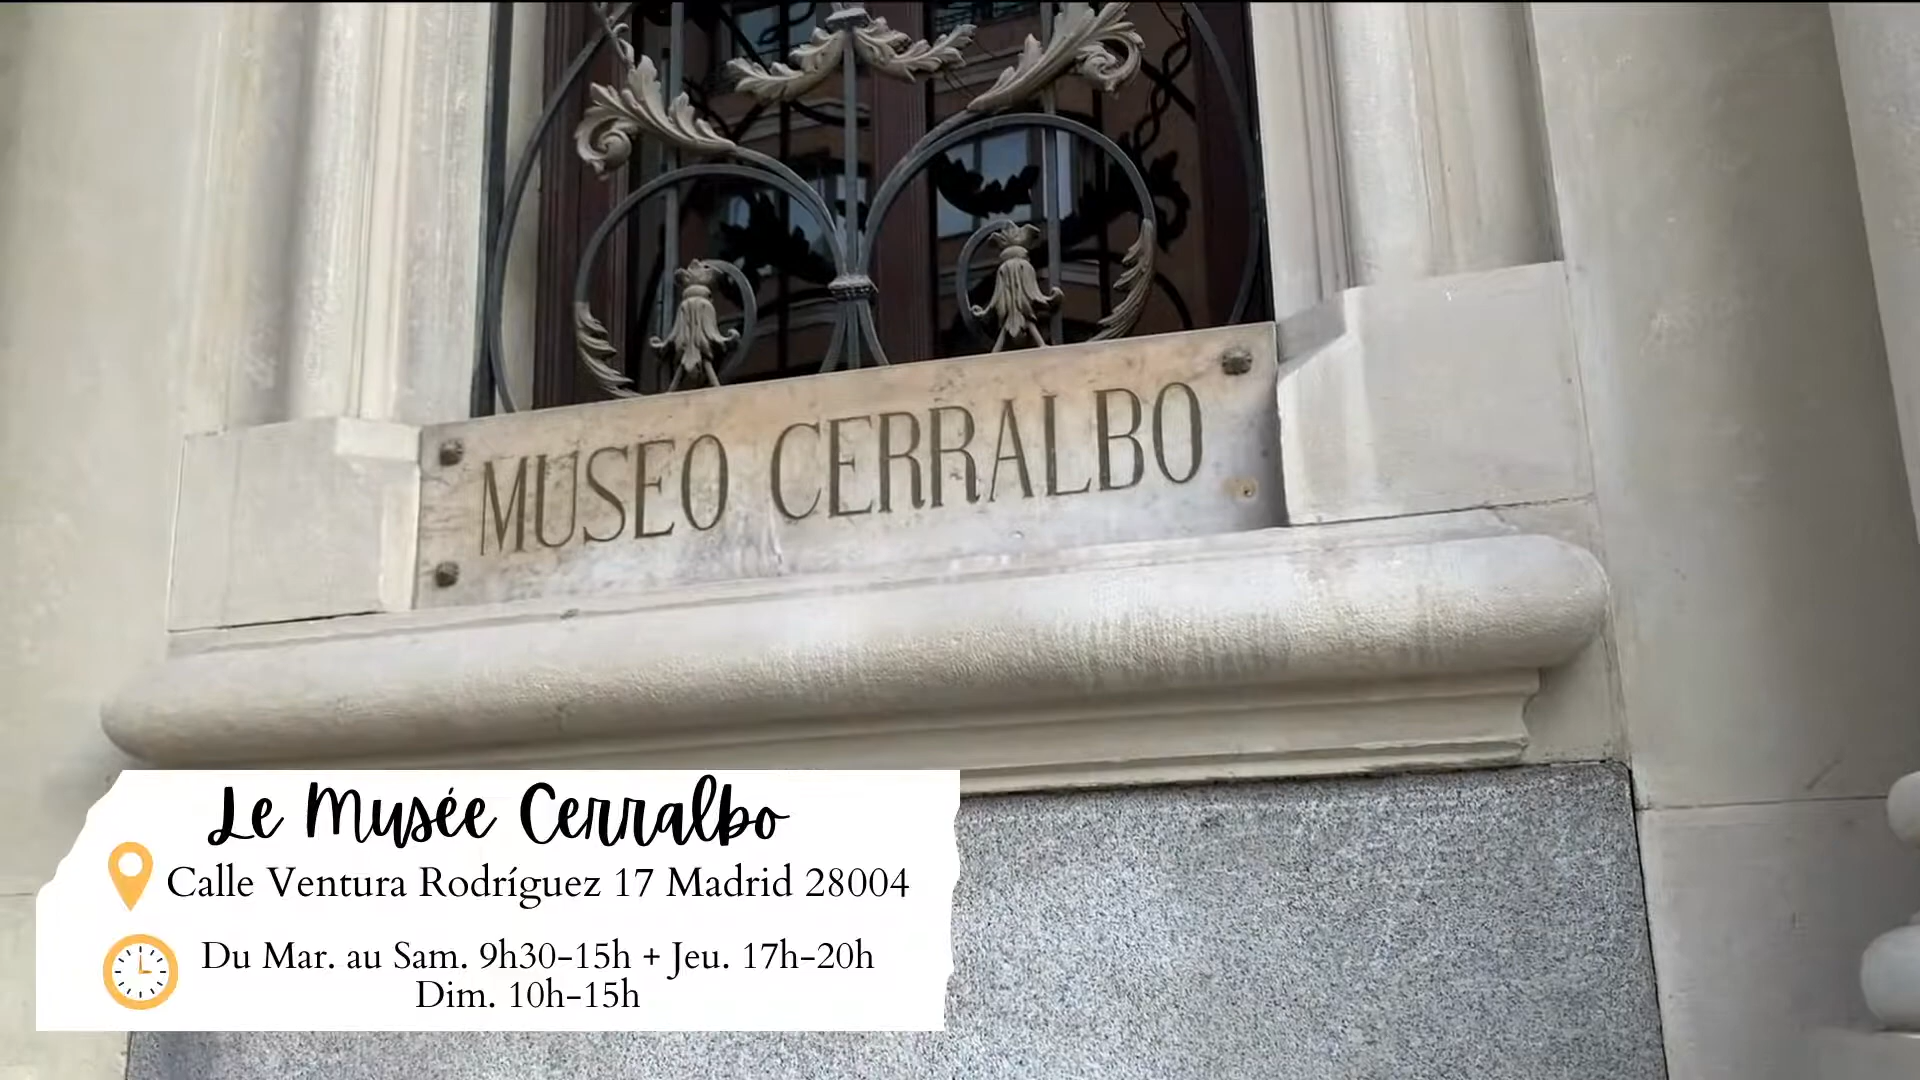 MUSEO CERRALBO
Le Musée Cerralbo
Calle Ventura Rodríguez 17 Madrid 28004
Du Mar. au Sam. 9h30-15h + Jeu. 17h-20h
Dim. 10h-15h